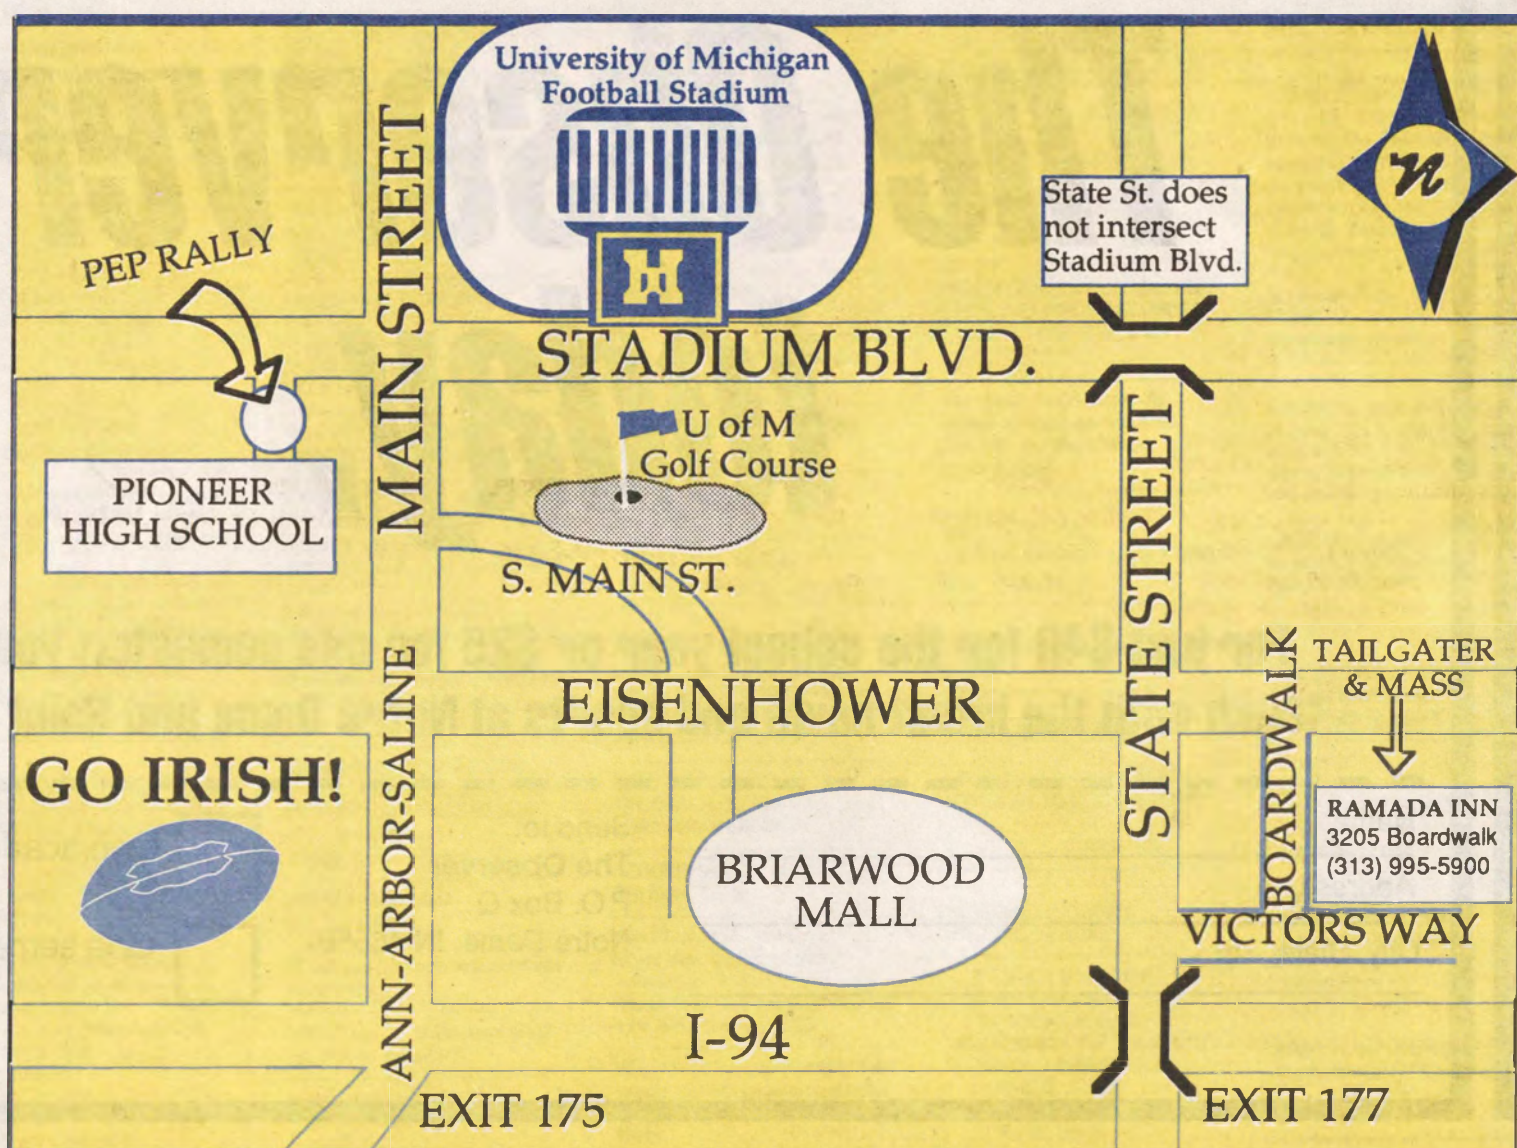 University of Michigan
Football Stadium
M
n
State St. does
not intersect
Stadium Blvd.
PEP RALLY
MAIN STREET
STADIUM BLVD.
U of M
Golf Course
PIONEER
HIGH SCHOOL
S. MAIN ST.
STATE STREET
BOARDWALK
TAILGATER
& MASS
EISENHOWER
ANN-ARBOR-SALINE
GO IRISH!
RAMADA INN
3205 Boardwalk
(313) 995-5900
BRIARWOOD
MALL
VICTORS WAY
I-94
EXIT 175
EXIT 177